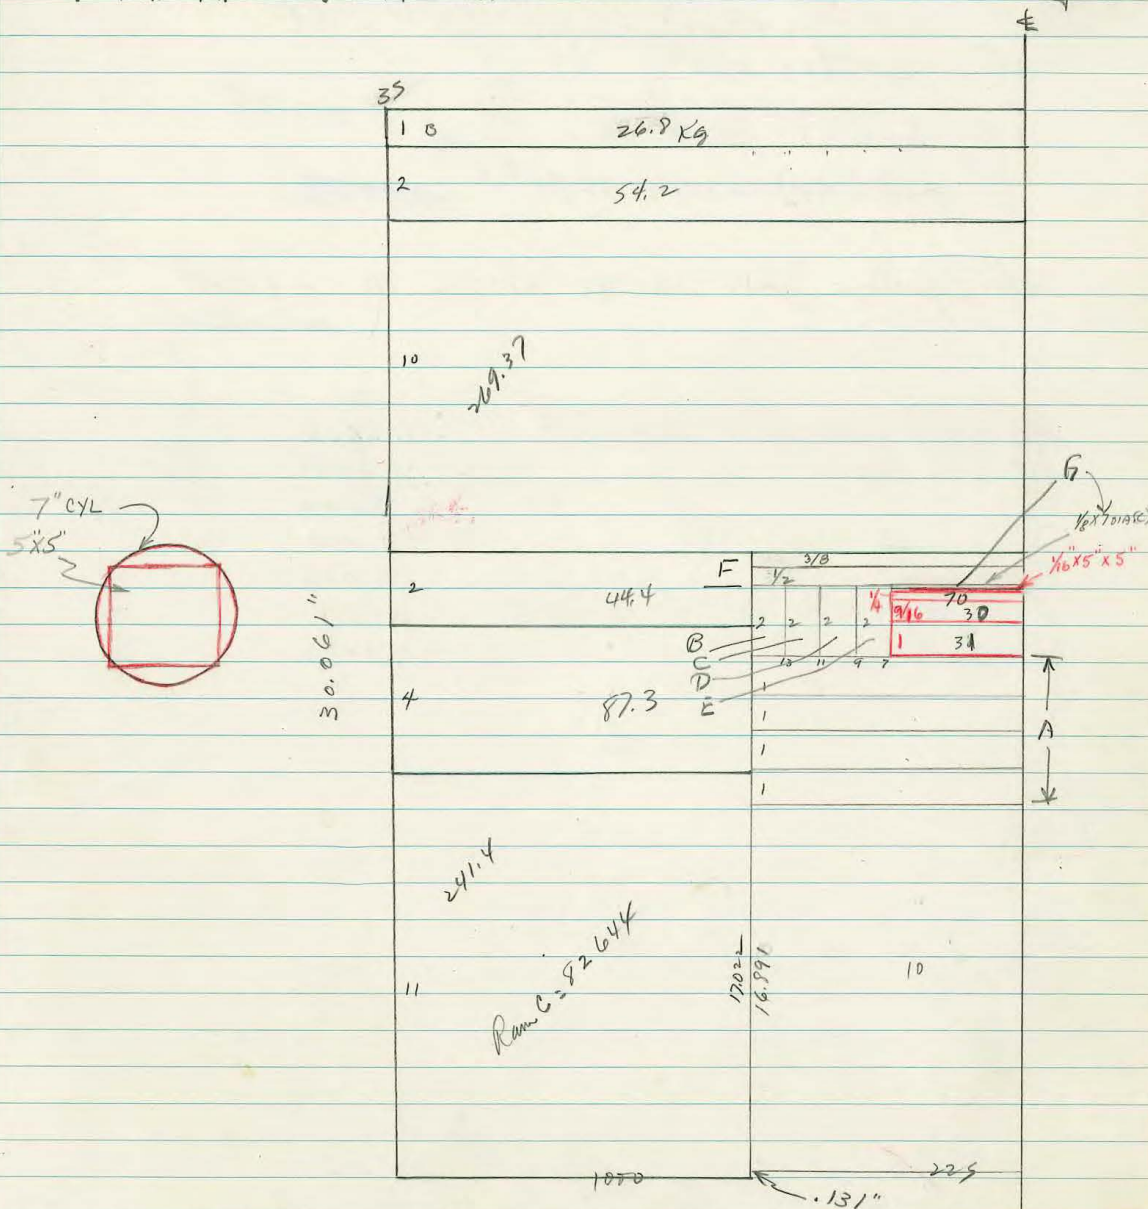 ℄
35
1 B 26.8 Kg
2 54.2
10 269.37
7" CYL
5"X5"
30.061"
G
1/8 X 7 DIA
1/16" X 5" X 5"
F 3/8
1/2
2 44.4
1/4 70
9/16 30
2 2 2 2
1 31
B
C
D
E
13 11 9 7
4 87.3
1
1
1
1
A
241.4
Ram C = 82644
11
17.022
16.891
10
1000
225
.131"